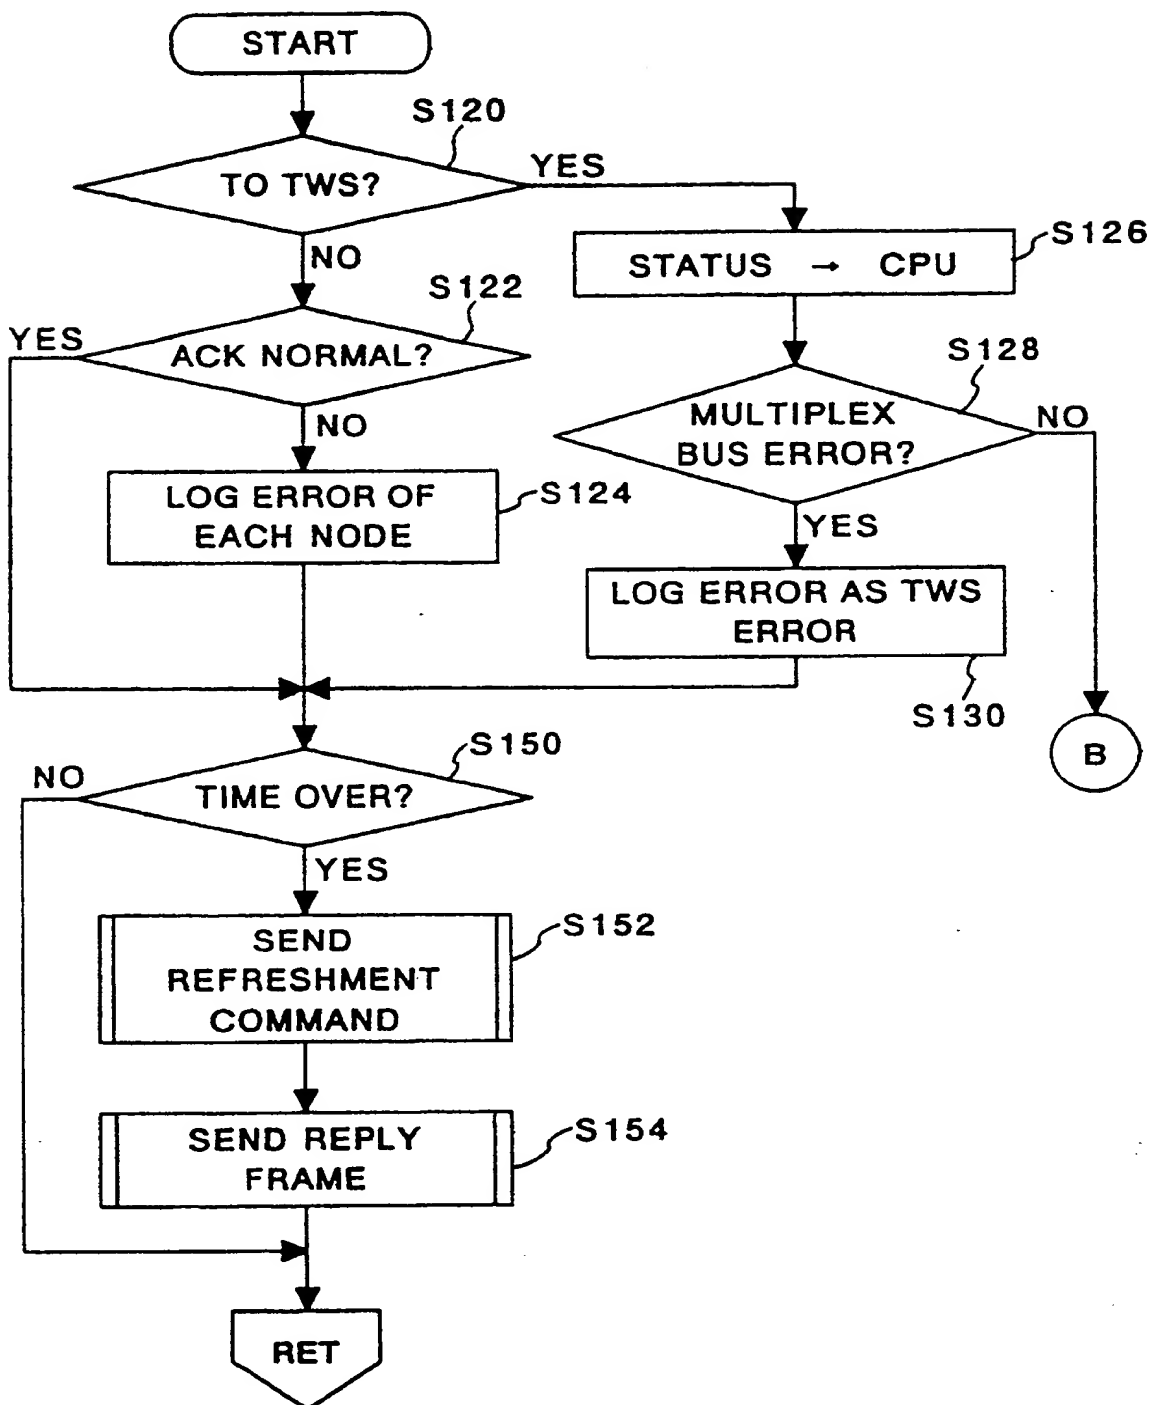 START
S120
TO TWS?
YES
NO
S126
STATUS → CPU
S122
YES
ACK NORMAL?
NO
S128
MULTIPLEX
BUS ERROR?
NO
YES
LOG ERROR OF
EACH NODE
S124
LOG ERROR AS TWS
ERROR
S130
B
S150
NO
TIME OVER?
YES
SEND
REFRESHMENT
COMMAND
S152
SEND REPLY
FRAME
S154
RET